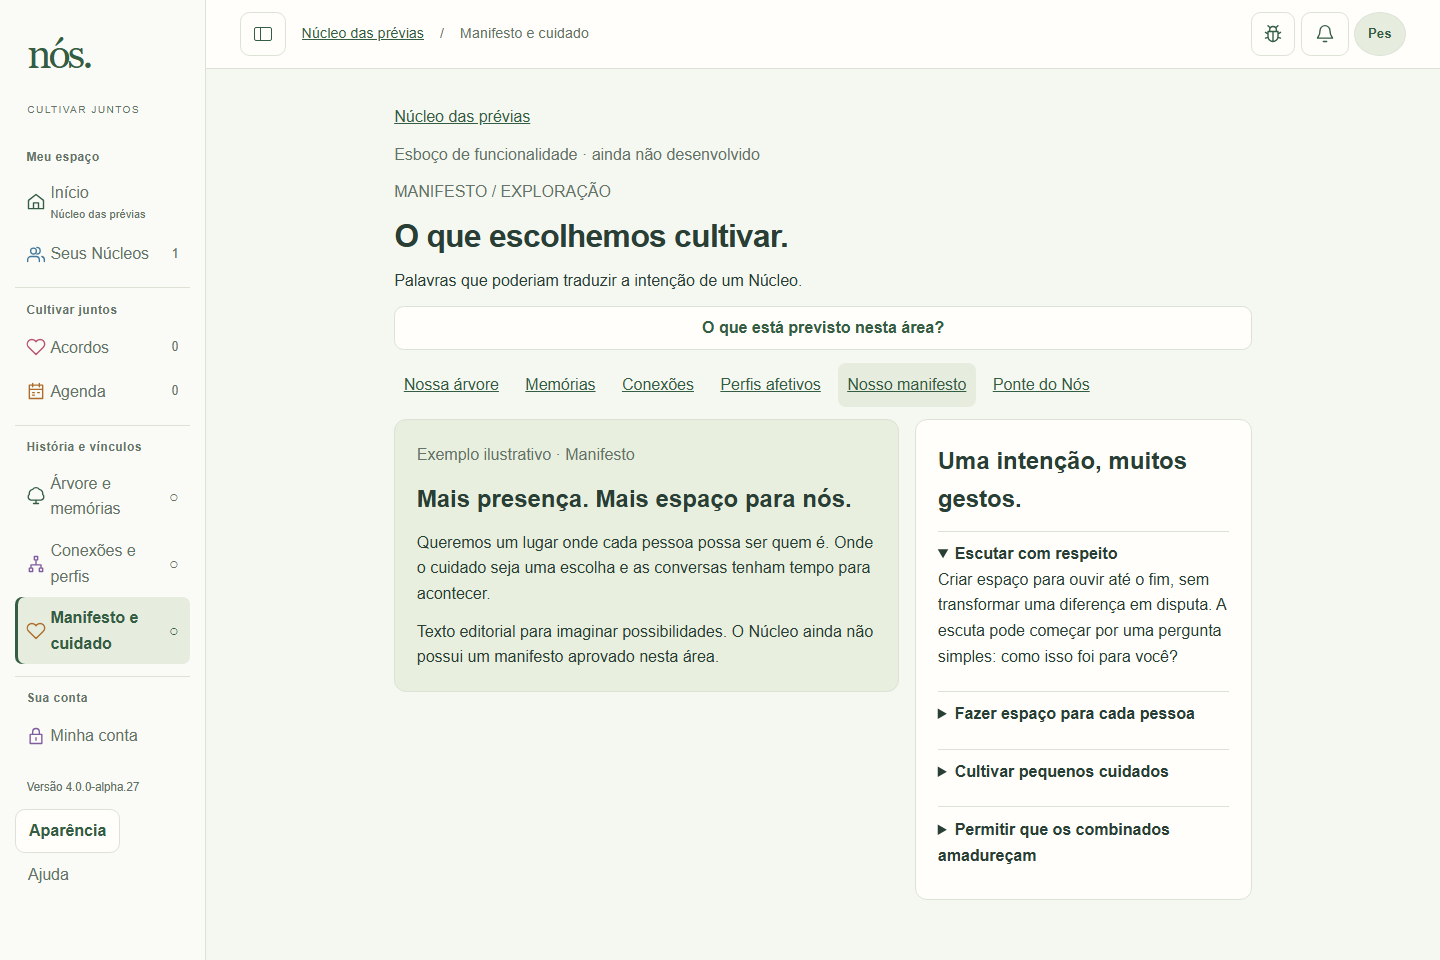 nós.
CULTIVAR JUNTOS
Meu espaço
Início
Núcleo das prévias
Seus Núcleos 1
Cultivar juntos
Acordos 0
Agenda 0
História e vínculos
Árvore e
memórias
Conexões e
perfis
Manifesto e
cuidado
Sua conta
Minha conta
Versão 4.0.0-alpha.27
Aparência
Ajuda
Núcleo das prévias / Manifesto e cuidado
Pes
Núcleo das prévias
Esboço de funcionalidade · ainda não desenvolvido
MANIFESTO / EXPLORAÇÃO
O que escolhemos cultivar.
Palavras que poderiam traduzir a intenção de um Núcleo.
O que está previsto nesta área?
Nossa árvore Memórias Conexões Perfis afetivos Nosso manifesto Ponte do Nós
Exemplo ilustrativo · Manifesto
Mais presença. Mais espaço para nós.
Queremos um lugar onde cada pessoa possa ser quem é. Onde
o cuidado seja uma escolha e as conversas tenham tempo para
acontecer.
Texto editorial para imaginar possibilidades. O Núcleo ainda não
possui um manifesto aprovado nesta área.
Uma intenção, muitos
gestos.
Escutar com respeito
Criar espaço para ouvir até o fim, sem
transformar uma diferença em disputa. A
escuta pode começar por uma pergunta
simples: como isso foi para você?
Fazer espaço para cada pessoa
Cultivar pequenos cuidados
Permitir que os combinados
amadureçam